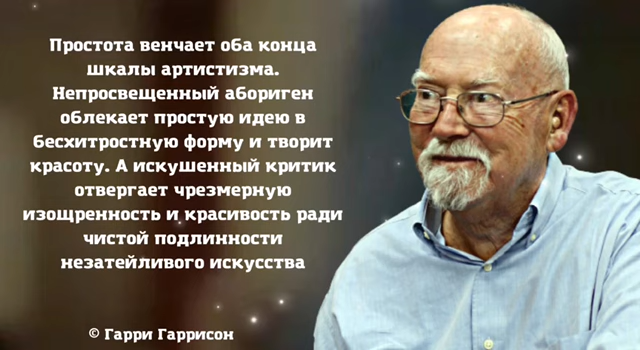 Простота венчает оба конца
шкалы артистизма.
Непросвещенный абориген
облекает простую идею в
бесхитростную форму и творит
красоту. А искушенный критик
отвергает чрезмерную
изощренность и красивость ради
чистой подлинности
незатейливого искусства
© Гарри Гаррисон